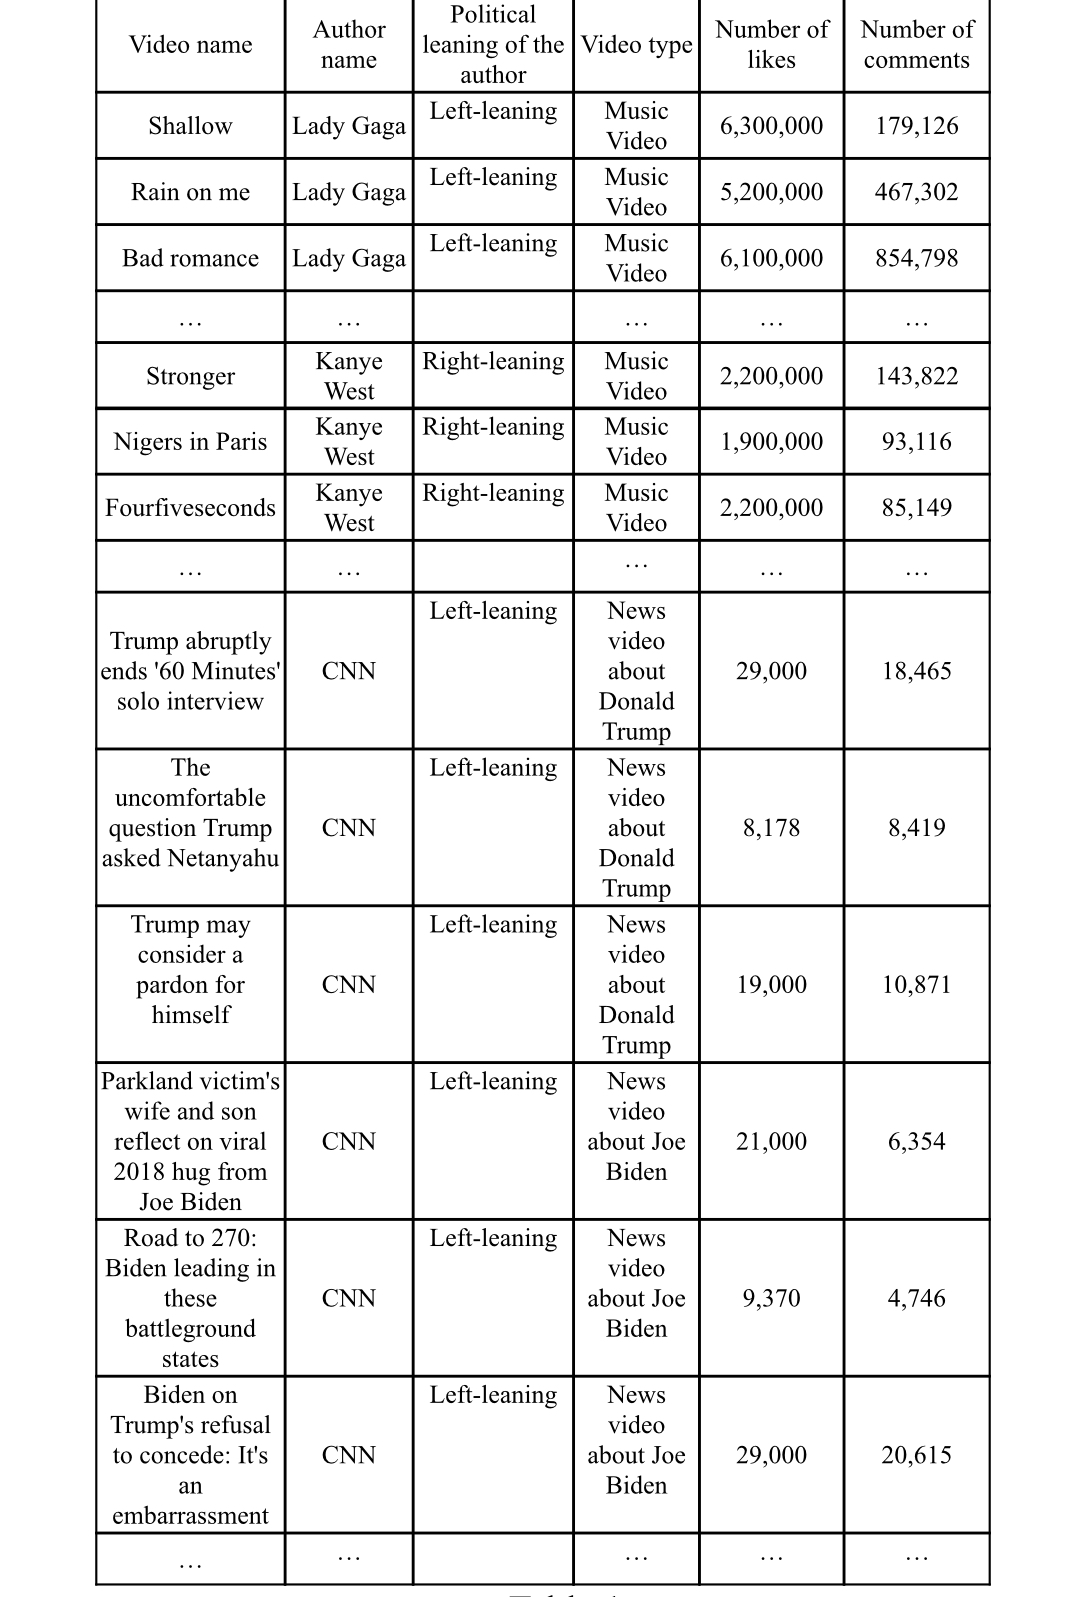 Video name
Author
name
Political
leaning of the
author
Video type
Number of
likes
Number of
comments
Shallow
Lady Gaga
Left-leaning
Music
Video
6,300,000
179,126
Rain on me
Lady Gaga
Left-leaning
Music
Video
5,200,000
467,302
Bad romance
Lady Gaga
Left-leaning
Music
Video
6,100,000
854,798
…
…
…
…
…
Stronger
Kanye
West
Right-leaning
Music
Video
2,200,000
143,822
Nigers in Paris
Kanye
West
Right-leaning
Music
Video
1,900,000
93,116
Fourfiveseconds
Kanye
West
Right-leaning
Music
Video
2,200,000
85,149
…
…
…
…
…
Trump abruptly
ends '60 Minutes'
solo interview
CNN
Left-leaning
News
video
about
Donald
Trump
29,000
18,465
The
uncomfortable
question Trump
asked Netanyahu
CNN
Left-leaning
News
video
about
Donald
Trump
8,178
8,419
Trump may
consider a
pardon for
himself
CNN
Left-leaning
News
video
about
Donald
Trump
19,000
10,871
Parkland victim's
wife and son
reflect on viral
2018 hug from
Joe Biden
CNN
Left-leaning
News
video
about Joe
Biden
21,000
6,354
Road to 270:
Biden leading in
these
battleground
states
CNN
Left-leaning
News
video
about Joe
Biden
9,370
4,746
Biden on
Trump's refusal
to concede: It's
an
embarrassment
CNN
Left-leaning
News
video
about Joe
Biden
29,000
20,615
…
…
…
…
…